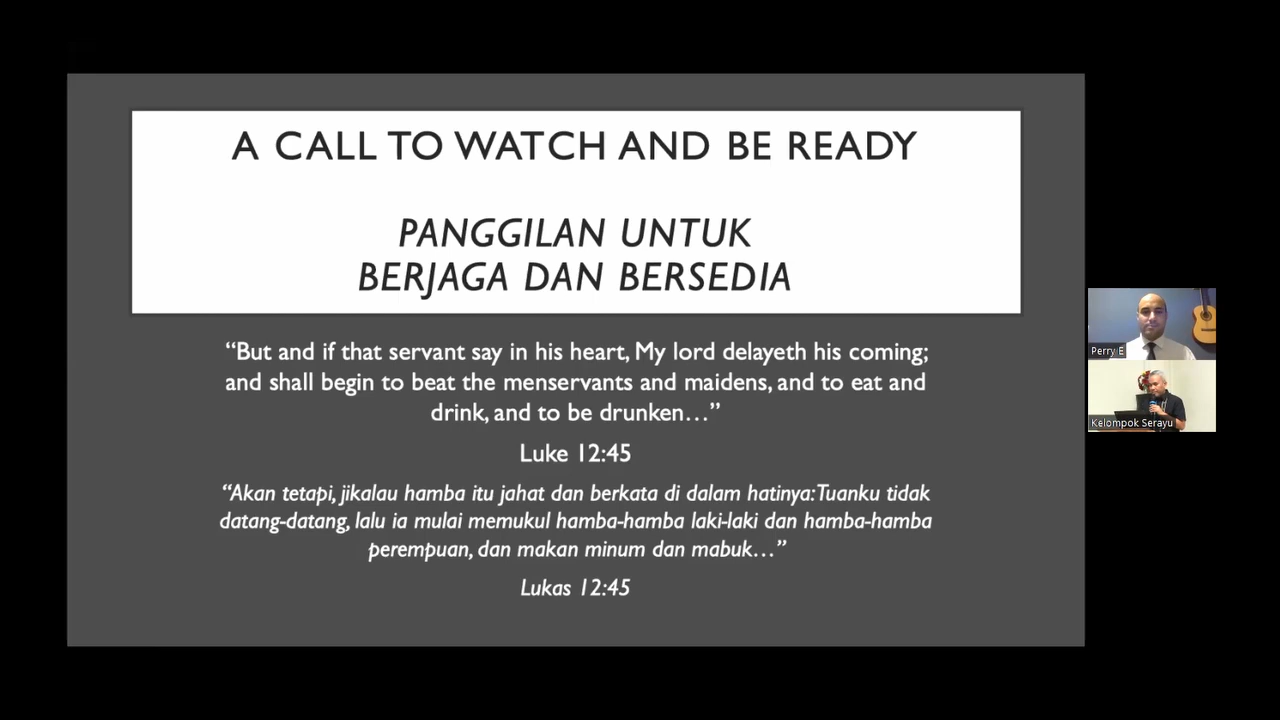 A CALL TO WATCH AND BE READY
PANGGILAN UNTUK
BERJAGA DAN BERSEDIA
“But and if that servant say in his heart, My lord delayeth his coming;
and shall begin to beat the menservants and maidens, and to eat and
drink, and to be drunken…”
Luke 12:45
“Akan tetapi, jikalau hamba itu jahat dan berkata di dalam hatinya: Tuanku tidak
datang-datang, lalu ia mulai memukul hamba-hamba laki-laki dan hamba-hamba
perempuan, dan makan minum dan mabuk…”
Lukas 12:45
Perry E
Kelompok Serayu